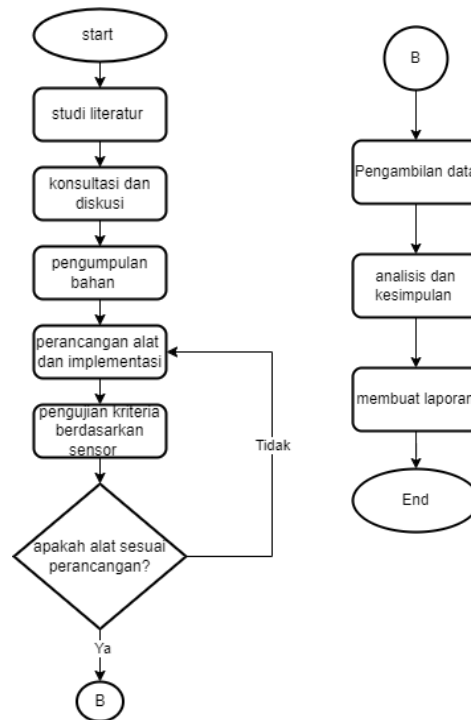 start
studi literatur
konsultasi dan
diskusi
pengumpulan
bahan
perancangan alat
dan implementasi
pengujian kriteria
berdasarkan
sensor
Tidak
apakah alat sesuai
perancangan?
Ya
B
B
Pengambilan data
analisis dan
kesimpulan
membuat laporan
End